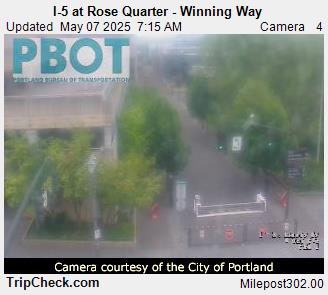 I-5 at Rose Quarter - Winning Way
Updated May 07 2025 7:15 AM Camera 4
PBOT
PORTLAND BUREAU OF TRANSPORTATION
Camera courtesy of the City of Portland
TripCheck.com Milepost302.00